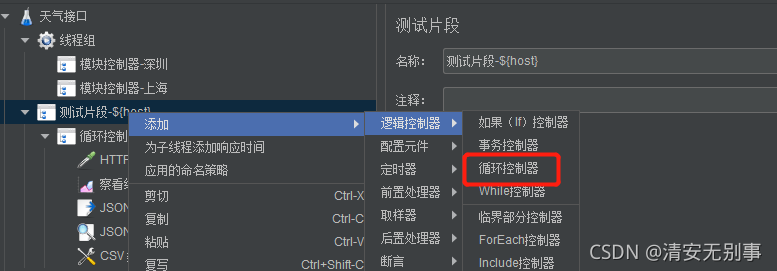 天气接口
线程组
模块控制器-深圳
模块控制器-上海
测试片段-${host}
循环控制
HTTP
察看结
JSON
JSON
CSV
添加
为子线程添加响应时间
应用的命名策略
剪切 Ctrl-X
复制 Ctrl-C
粘贴 Ctrl-V
复写 Ctrl+Shift-C
逻辑控制器
配置元件
定时器
前置处理器
取样器
后置处理器
断言
如果（If）控制器
事务控制器
循环控制器
While控制器
临界部分控制器
ForEach控制器
Include控制器
测试片段
名称： 测试片段-${host}
注释：
CSDN @清安无别事